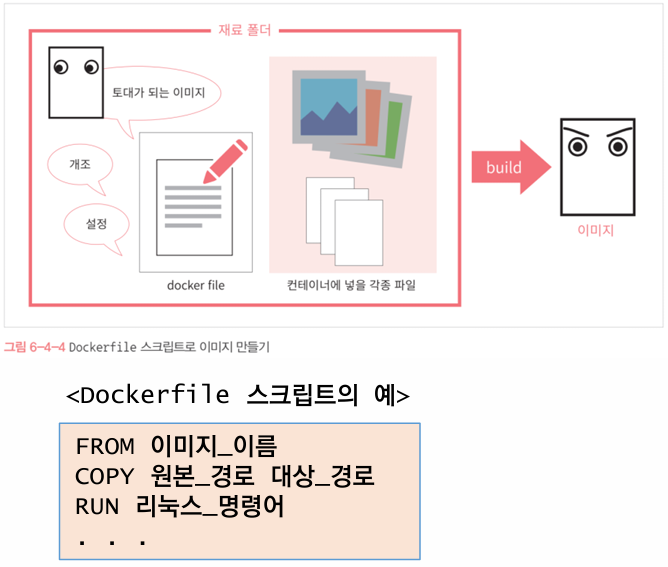 재료 폴더
토대가 되는 이미지
개조
설정
docker file
컨테이너에 넣을 각종 파일
build
이미지
그림 6-4-4 Dockerfile 스크립트로 이미지 만들기
<Dockerfile 스크립트의 예>
FROM 이미지_이름
COPY 원본_경로 대상_경로
RUN 리눅스_명령어
. . .